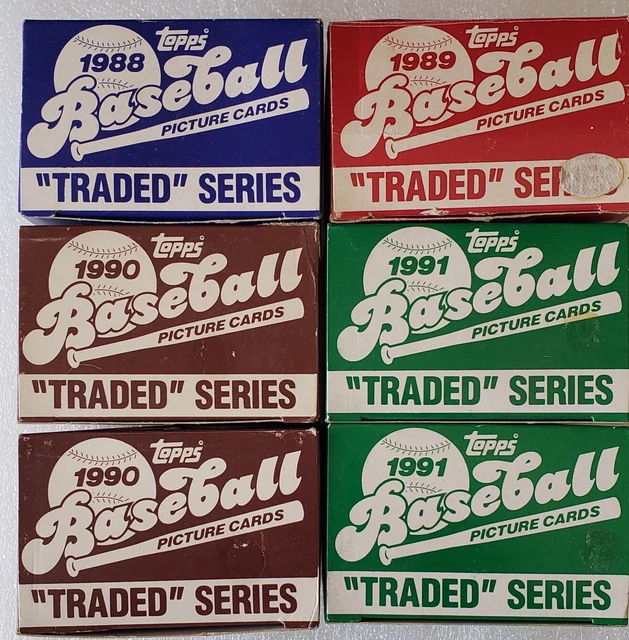 topps
1988
Baseball
PICTURE CARDS
"TRADED" SERIES
topps
1989
Baseball
PICTURE CARDS
"TRADED"
topps
1990
Baseball
PICTURE CARDS
"TRADED" SERIES
topps
1991
Baseball
PICTURE CARDS
"TRADED" SERIES
topps
1990
Baseball
PICTURE CARDS
"TRADED" SERIES
topps
1991
Baseball
PICTURE CARDS
"TRADED" SERIES